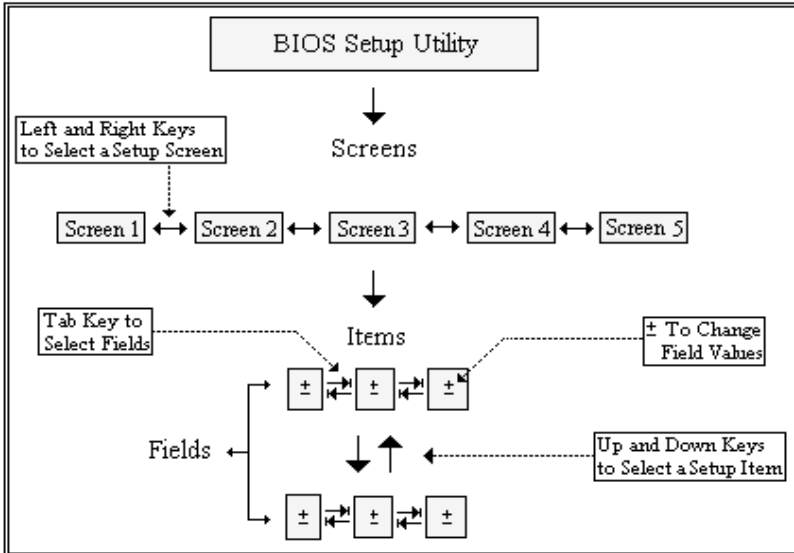 BIOS Setup Utility
Left and Right Keys
to Select a Setup Screen
Screens
Screen 1
Screen 2
Screen 3
Screen 4
Screen 5
Tab Key to
Select Fields
Items
± To Change
Field Values
± ± ±
Fields
Up and Down Keys
to Select a Setup Item
± ± ±